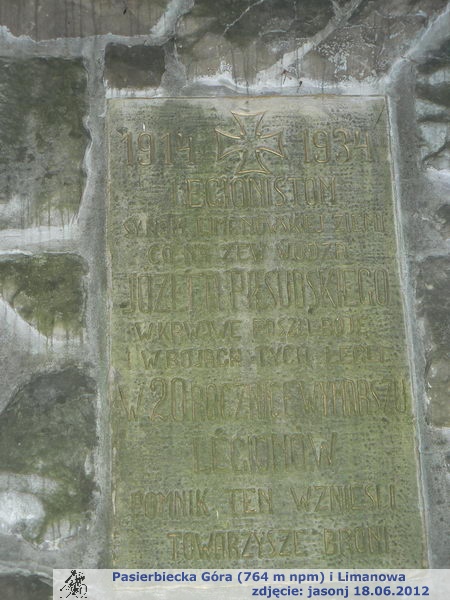 1914 1934
LEGIONISTOM
SYNOM LIMANOWSKIEJ ZIEMI
CO NA ZEW WODZA
JÓZEFA PIŁSUDSKIEGO
W KRWAWE POSZLI BOJE
I W BOJACH TYCH LEGLI
W 20 ROCZNICĘ WYMARSZU
LEGIONÓW
POMNIK TEN WZNIEŚLI
TOWARZYSZE BRONI
Pasierbiecka Góra (764 m npm) i Limanowa
zdjęcie: jasonj 18.06.2012